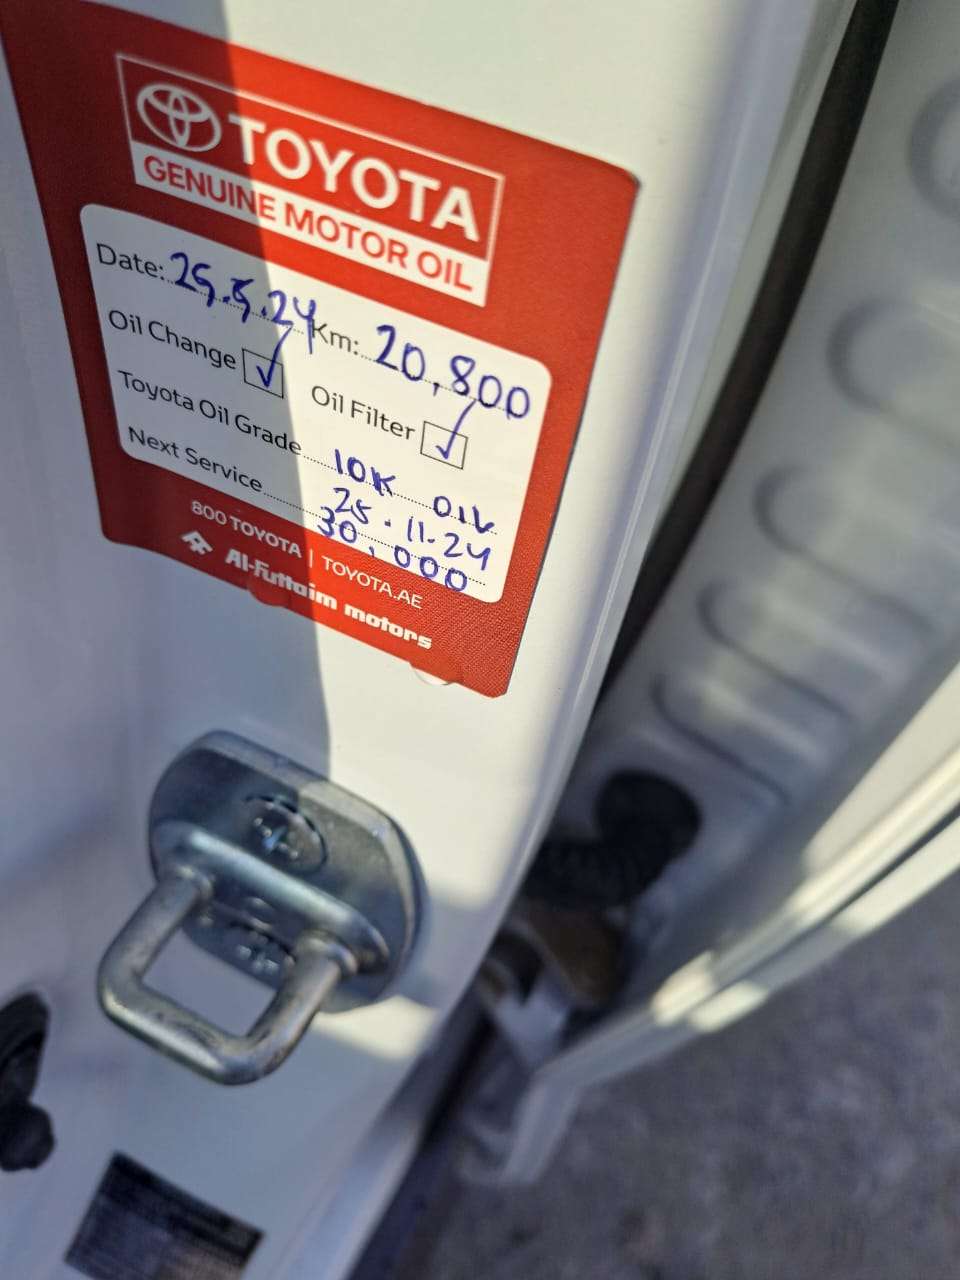 TOYOTA
GENUINE MOTOR OIL
Date: 25.5.24 Km: 20,800
Oil Change ✓ Oil Filter ✓
Toyota Oil Grade 10K OIL
Next Service 25.11.24
30,000
800 TOYOTA | TOYOTA.AE
Al-Futtaim motors